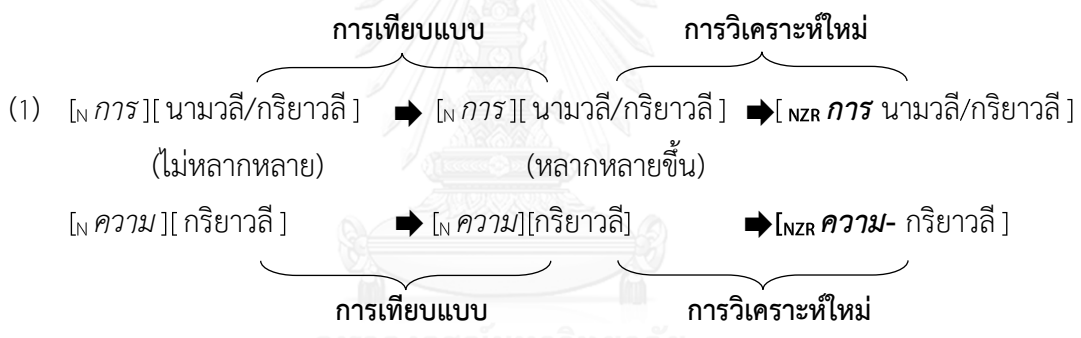 การเทียบแบบ การวิเคราะห์ใหม่
(1) [N การ ][ นามวลี/กริยาวลี ] ➡ [N การ ][ นามวลี/กริยาวลี ] ➡[ NZR การ นามวลี/กริยาวลี ]
(ไม่หลากหลาย) (หลากหลายขึ้น)
[N ความ ][ กริยาวลี ] ➡ [N ความ][กริยาวลี] ➡[NZR ความ- กริยาวลี ]
การเทียบแบบ การวิเคราะห์ใหม่